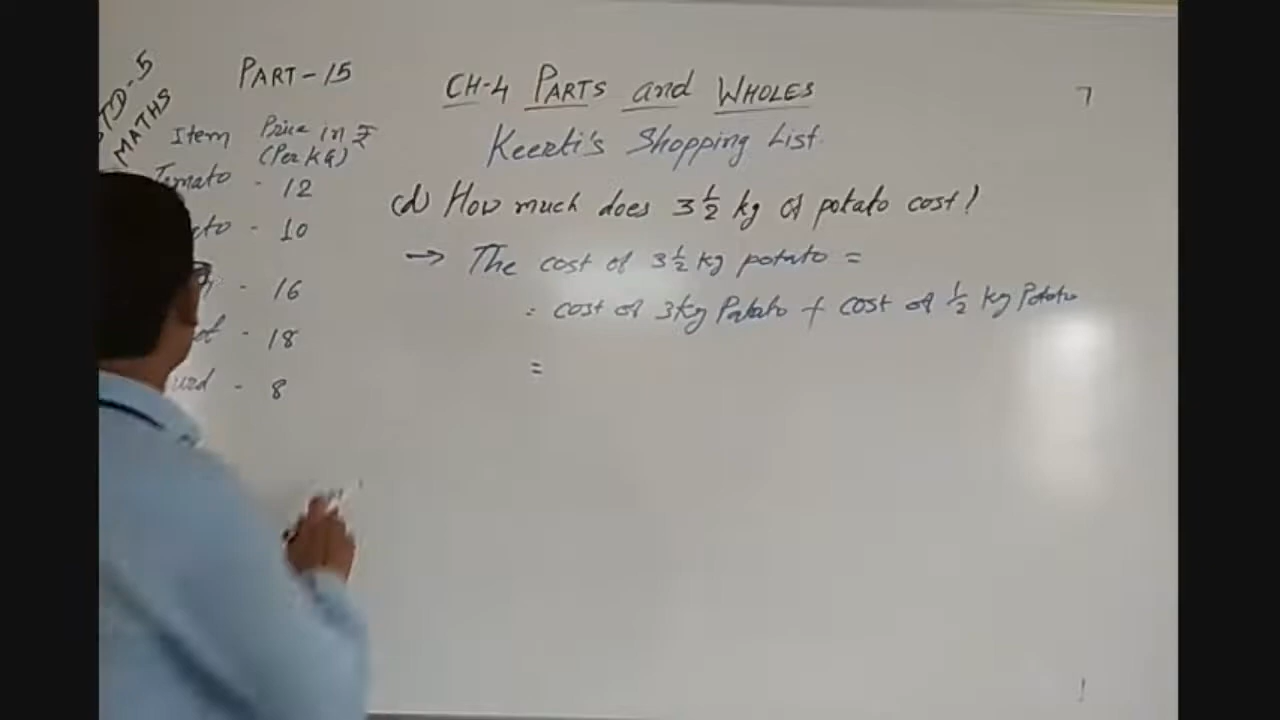 STD-5
MATHS
PART-15
Item Price in ₹
(Per KG)
Tomato - 12
- 10
- 16
- 18
- 8
CH-4 PARTS and WHOLES
7
Keerti's Shopping List
(d) How much does 3 1/2 kg of potato cost?
→ The cost of 3 1/2 kg potato =
= cost of 3kg Potato + cost of 1/2 kg Potato
=